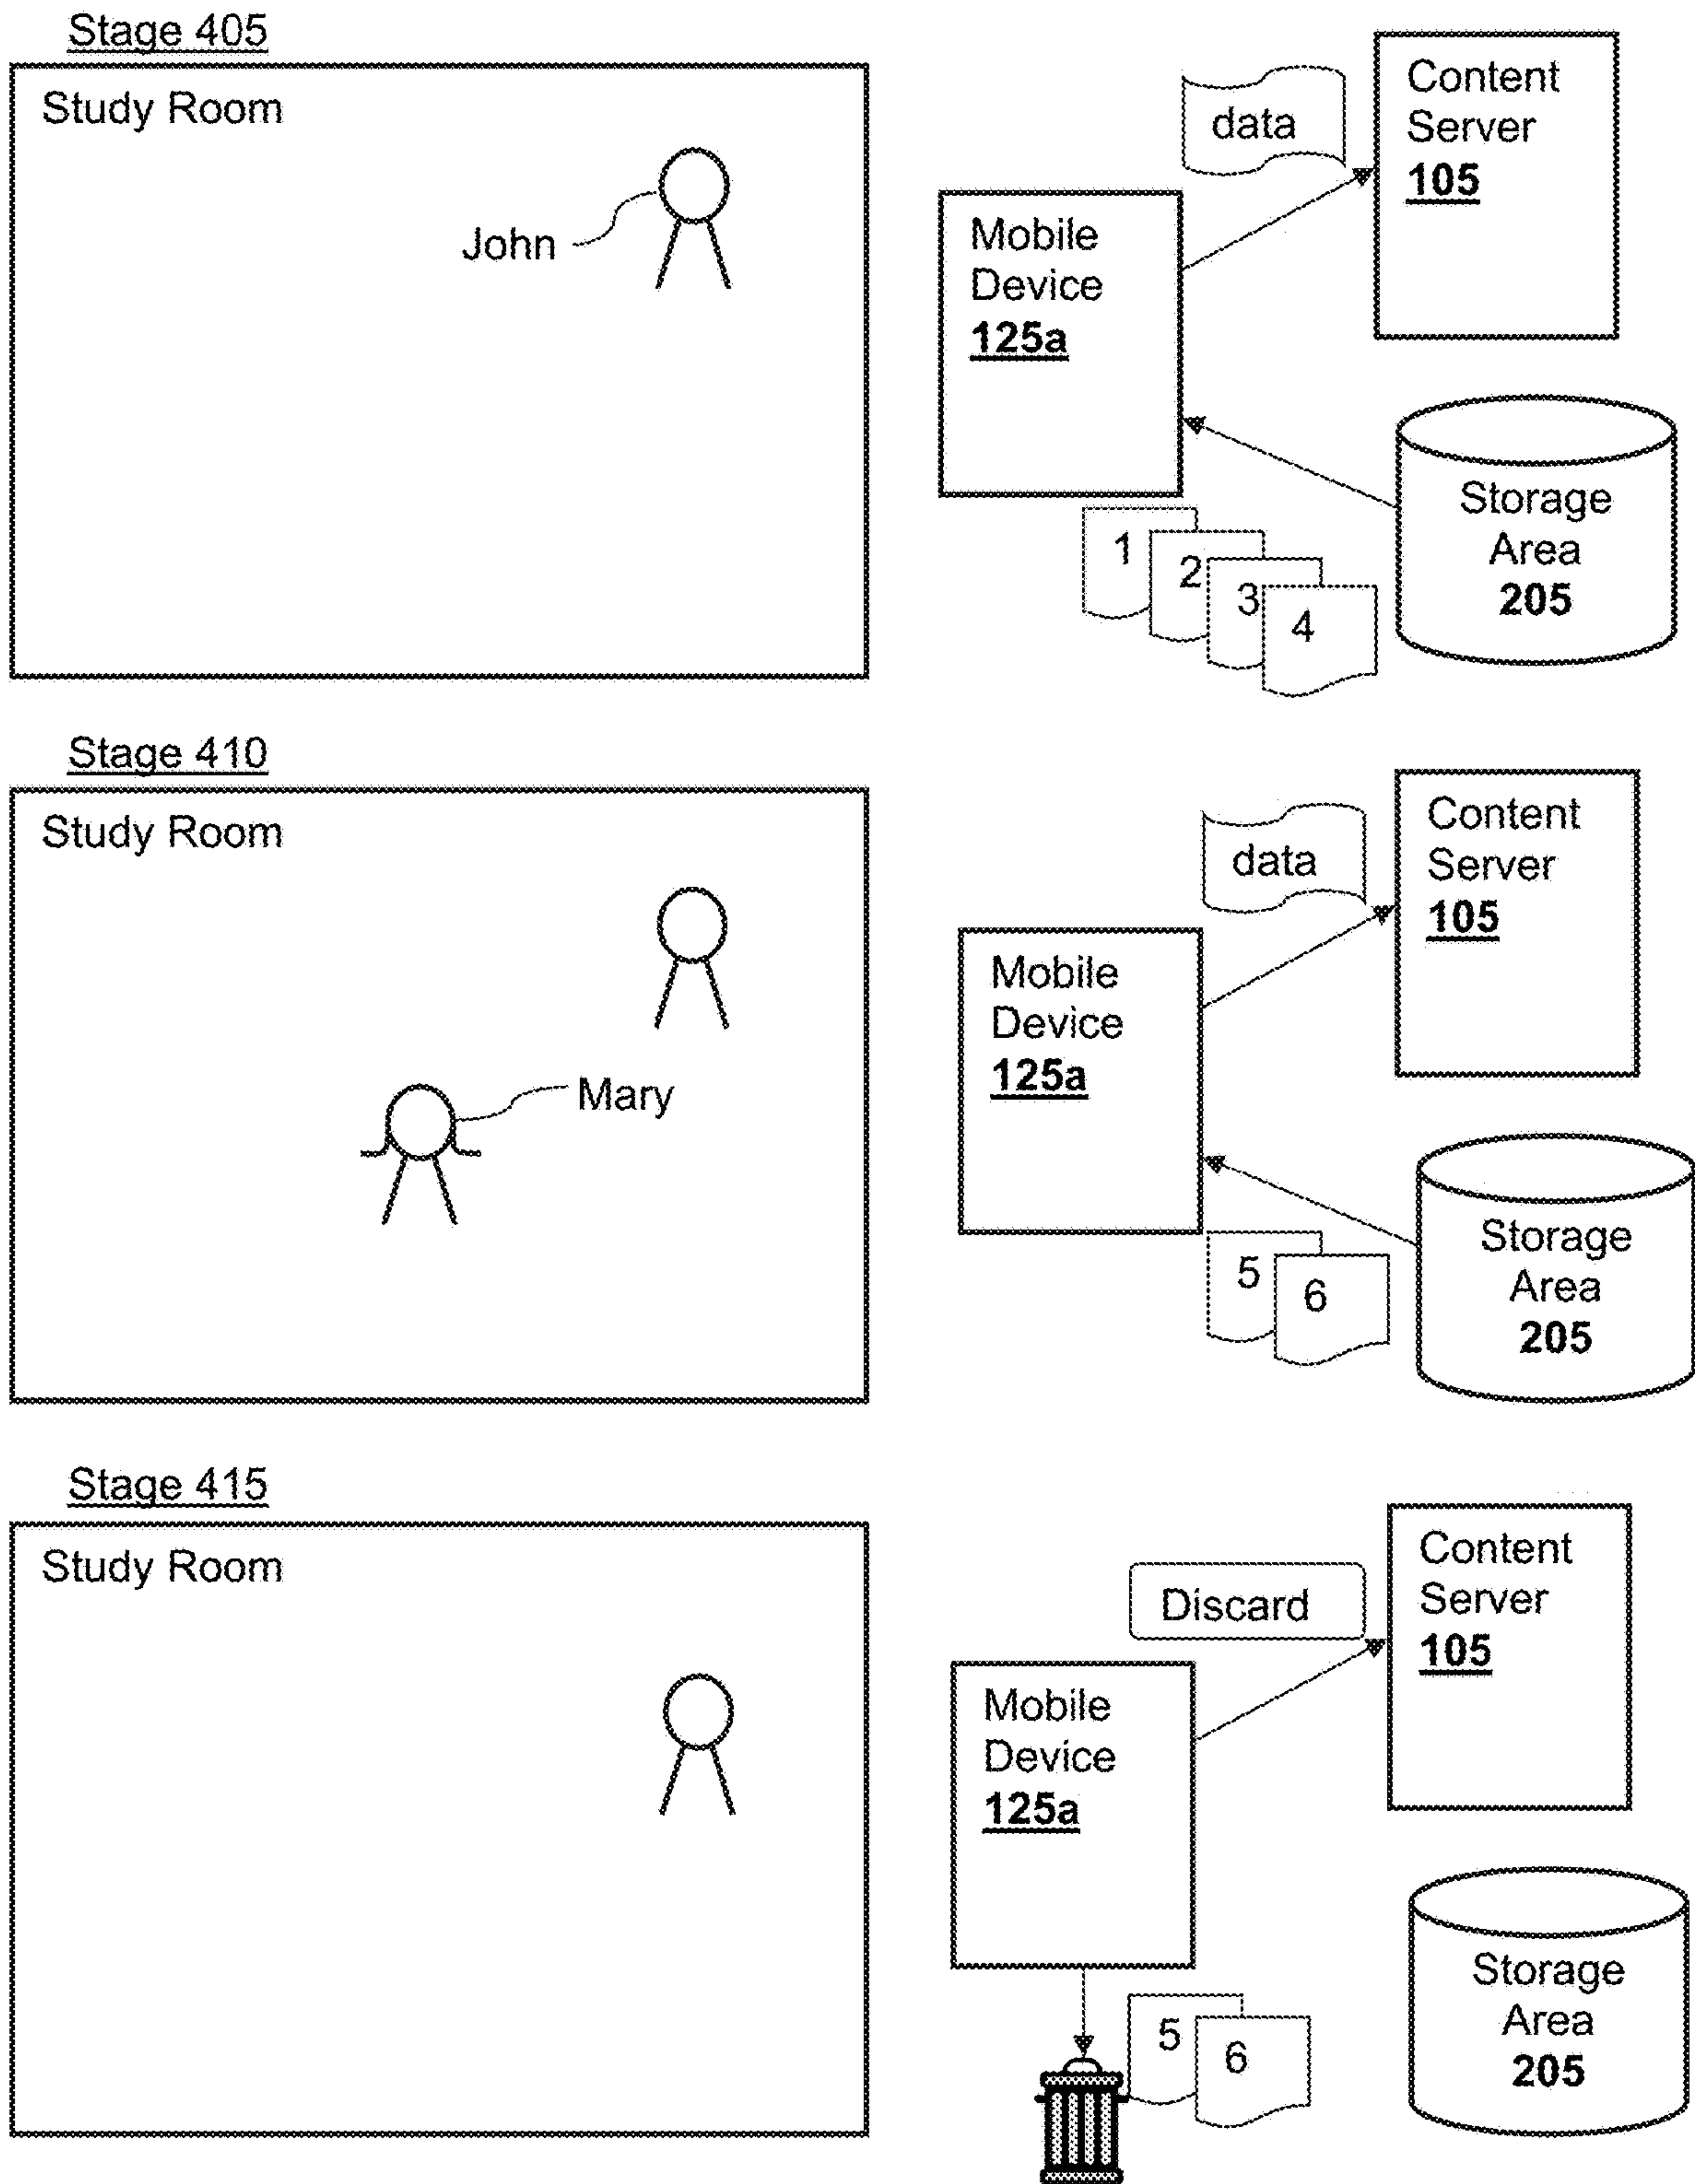 Stage 405
Study Room
John
data
Content
Server
105
Mobile
Device
125a
1
2
3
4
Storage
Area
205
Stage 410
Study Room
Mary
data
Content
Server
105
Mobile
Device
125a
5
6
Storage
Area
205
Stage 415
Study Room
Discard
Content
Server
105
Mobile
Device
125a
5
6
Storage
Area
205